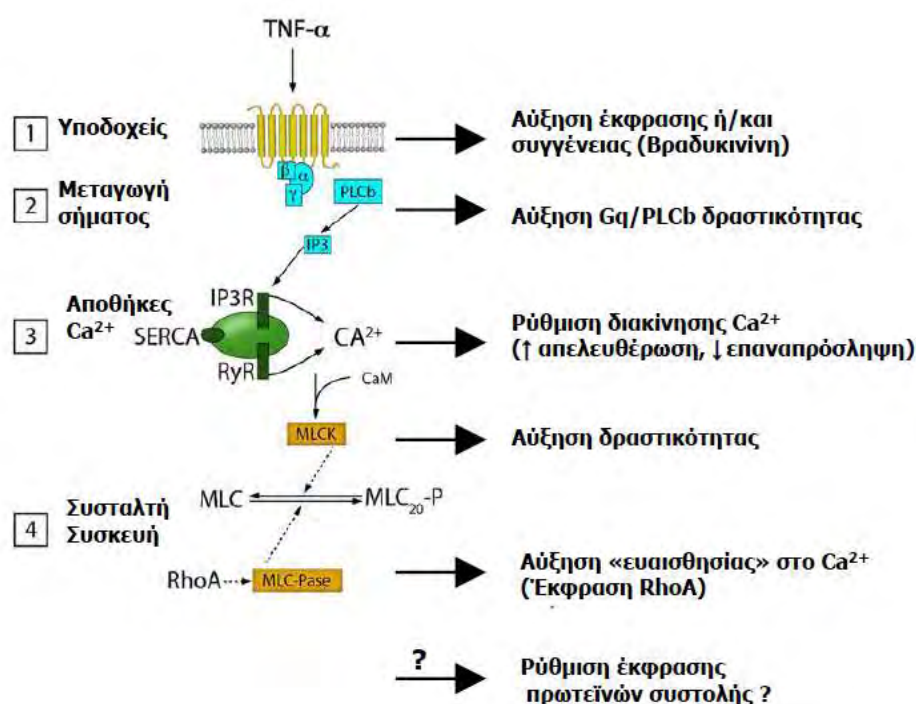 TNF-α
1 Υποδοχείς
Αύξηση έκφρασης ή/και
συγγένειας (Βραδυκινίνη)
β α
γ
PLCb
2 Μεταγωγή
σήματος
Αύξηση Gq/PLCb δραστικότητας
IP3
3 Αποθήκες
Ca²⁺
IP3R
SERCA
CA²⁺
RyR
Ρύθμιση διακίνησης Ca²⁺
(↑ απελευθέρωση, ↓ επαναπρόσληψη)
CaM
MLCK
Αύξηση δραστικότητας
4 Συσταλτή
Συσκευή
MLC
MLC₂₀-P
RhoA
MLC-Pase
Αύξηση «ευαισθησίας» στο Ca²⁺
(Έκφραση RhoA)
?
Ρύθμιση έκφρασης
πρωτεϊνών συστολής ?